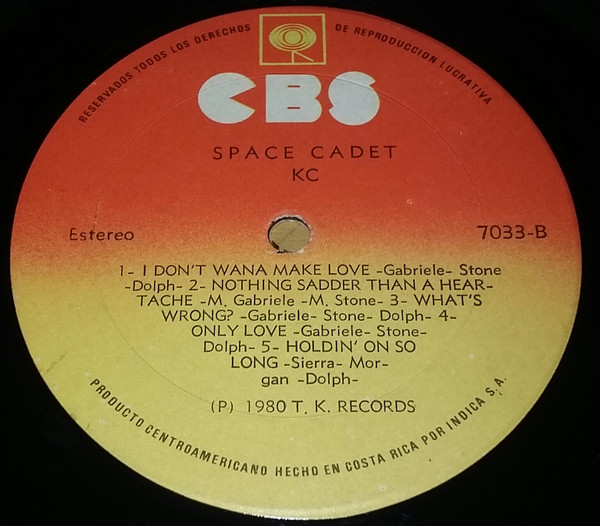 RESERVADOS TODOS LOS DERECHOS DE REPRODUCCION LUCRATIVA
CBS
SPACE CADET
KC
Estereo 7033-B
1- I DON'T WANA MAKE LOVE -Gabriele- Stone
-Dolph- 2- NOTHING SADDER THAN A HEAR-
TACHE -M. Gabriele -M. Stone- 3- WHAT'S
WRONG? -Gabriele- Stone- Dolph- 4-
ONLY LOVE -Gabriele- Stone-
Dolph- 5- HOLDIN' ON SO
LONG -Sierra- Mor-
gan -Dolph-
(P) 1980 T. K. RECORDS
PRODUCTO CENTROAMERICANO HECHO EN COSTA RICA POR INDICA S.A.